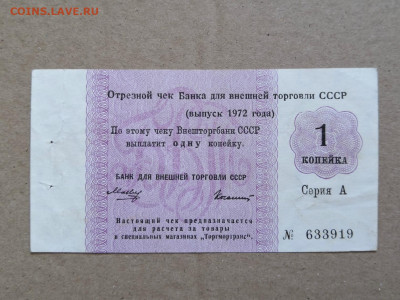 COINS.LAVE.RU
Отрезной чек Банка для внешней торговли СССР
(выпуск 1972 года)
По этому чеку Внешторгбанк СССР
выплатит одну копейку.
1
КОПЕЙКА
БАНК ДЛЯ ВНЕШНЕЙ ТОРГОВЛИ СССР
Серия А
Настоящий чек предназначается
для расчета за товары
в специальных магазинах „Торгмортранс".
№ 633919